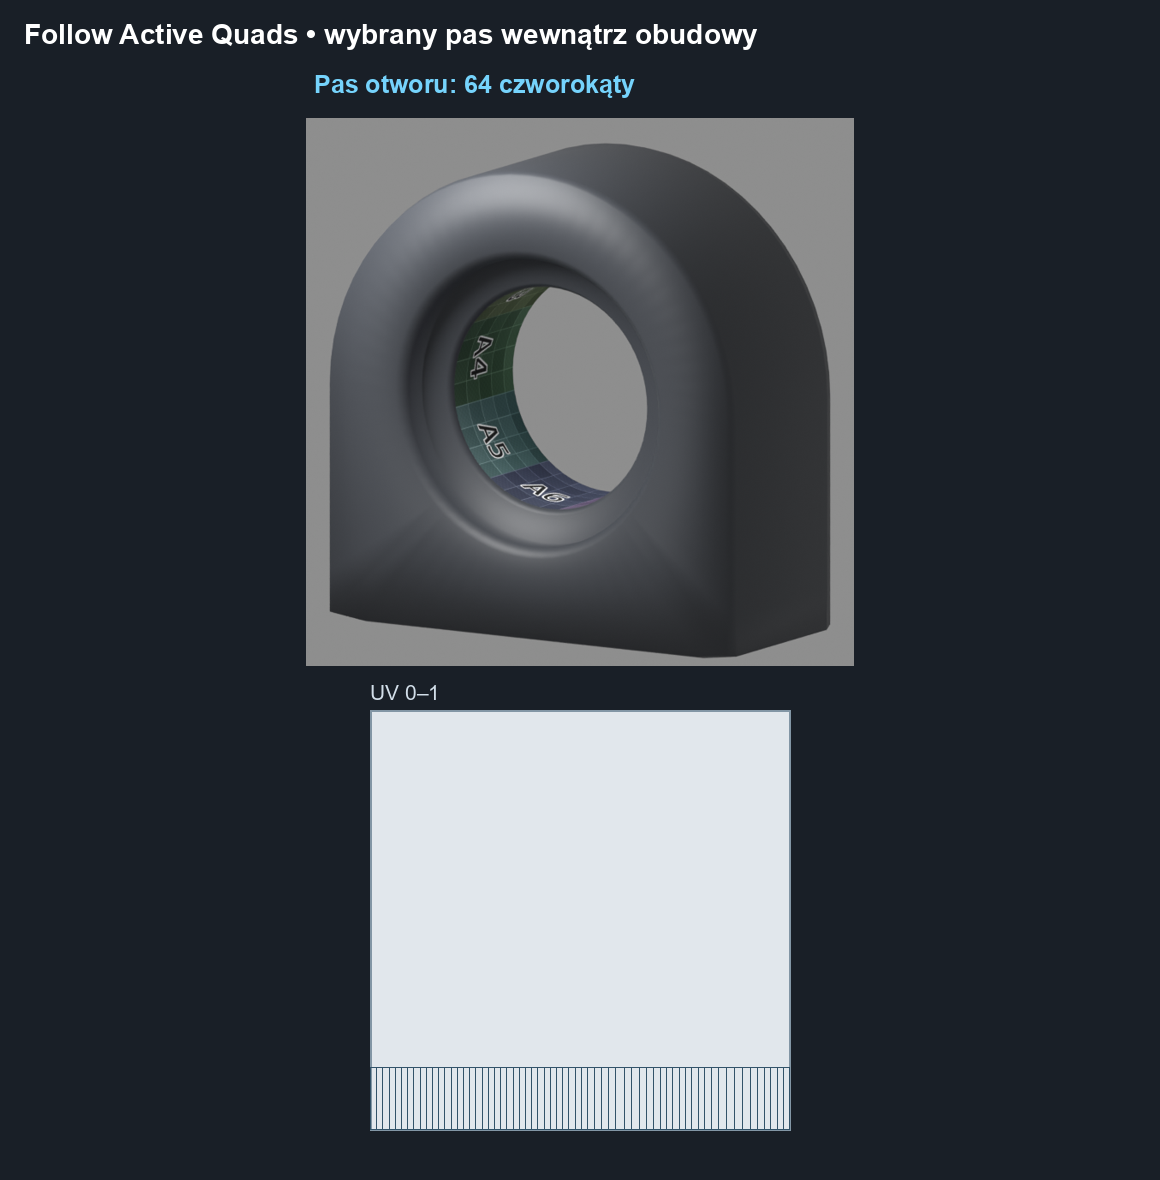 Follow Active Quads • wybrany pas wewnątrz obudowy
Pas otworu: 64 czworokąty
A4
A5
A6
UV 0–1